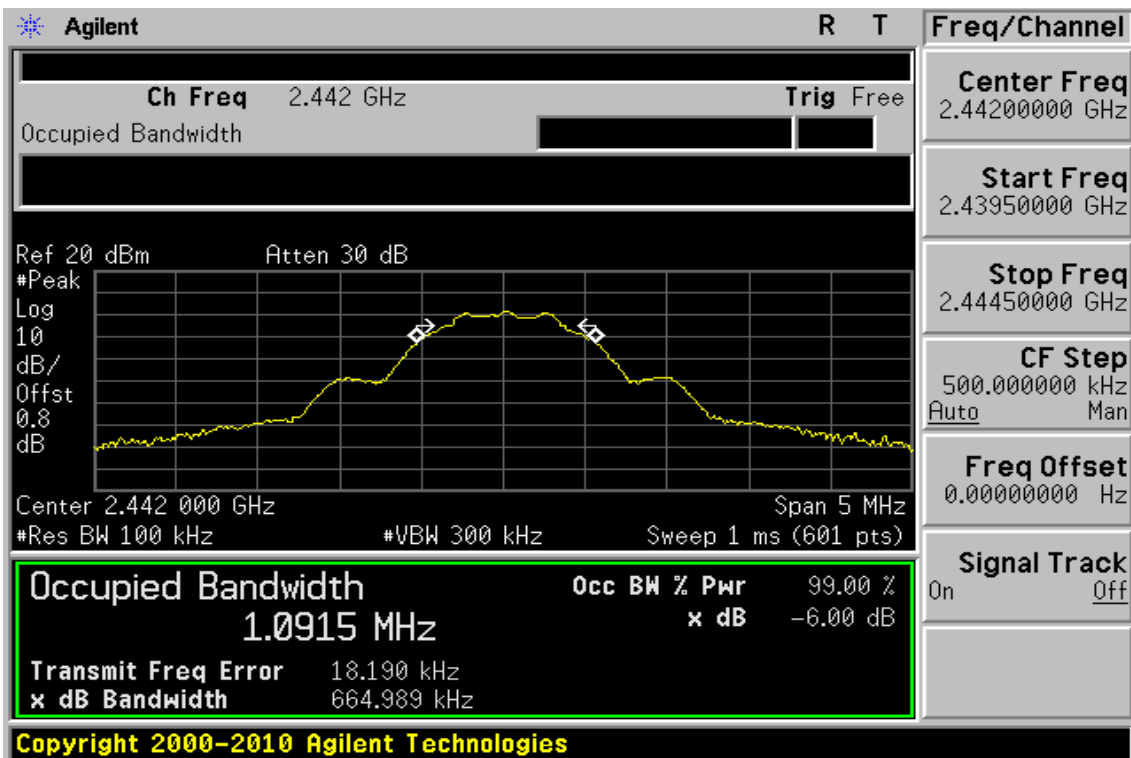 Agilent R T
Ch Freq 2.442 GHz Trig Free
Occupied Bandwidth
Ref 20 dBm Atten 30 dB
#Peak
Log
10
dB/
Offst
0.8
dB
Center 2.442 000 GHz Span 5 MHz
#Res BW 100 kHz #VBW 300 kHz Sweep 1 ms (601 pts)
Occupied Bandwidth Occ BW % Pwr 99.00 %
1.0915 MHz x dB -6.00 dB
Transmit Freq Error 18.190 kHz
x dB Bandwidth 664.989 kHz
Copyright 2000-2010 Agilent Technologies
Freq/Channel
Center Freq
2.44200000 GHz
Start Freq
2.43950000 GHz
Stop Freq
2.44450000 GHz
CF Step
500.000000 kHz
Auto Man
Freq Offset
0.00000000 Hz
Signal Track
On Off